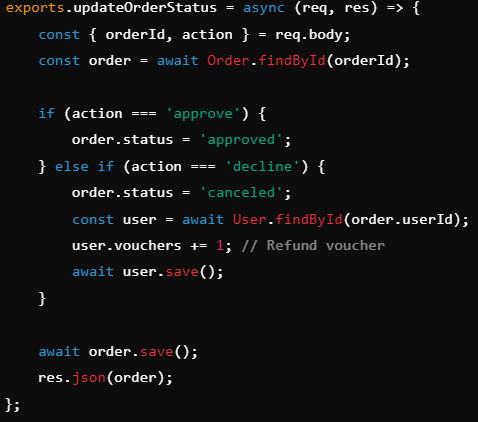 exports.updateOrderStatus = async (req, res) => {
    const { orderId, action } = req.body;
    const order = await Order.findById(orderId);

    if (action === 'approve') {
        order.status = 'approved';
    } else if (action === 'decline') {
        order.status = 'canceled';
        const user = await User.findById(order.userId);
        user.vouchers += 1; // Refund voucher
        await user.save();
    }

    await order.save();
    res.json(order);
};